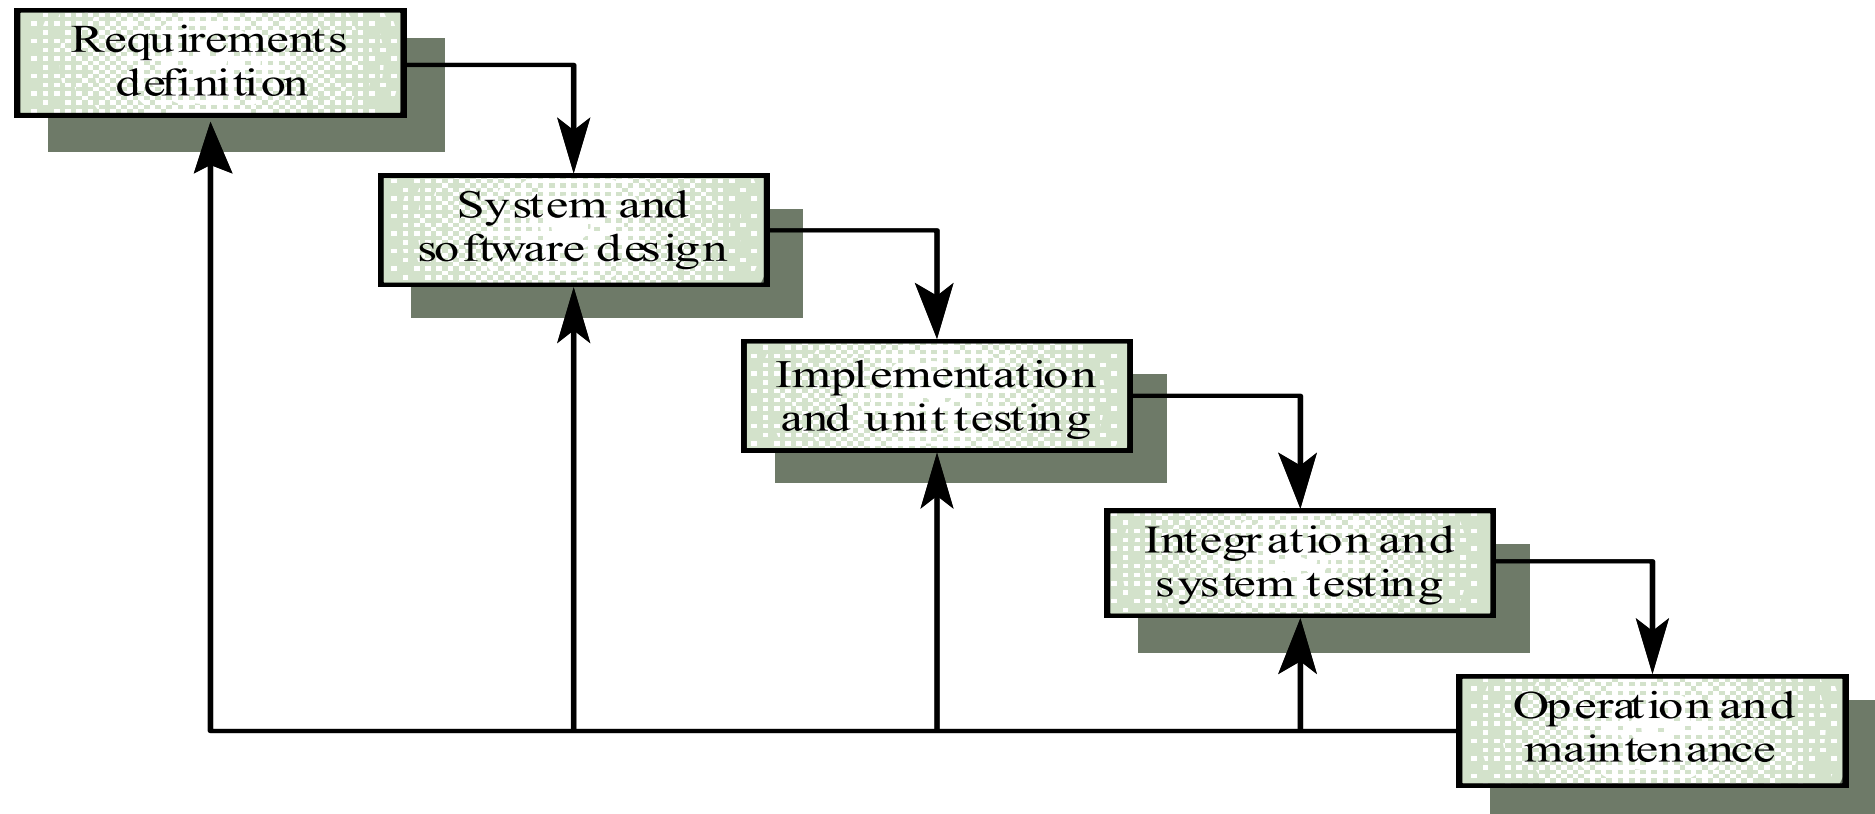 Requirements
definition
System and
software design
Implementation
and unit testing
Integration and
system testing
Operation and
maintenance